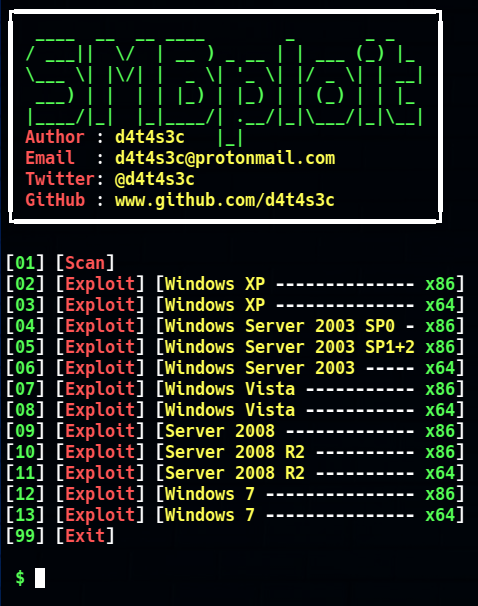 SMBploit
Author : d4t4s3c
Email  : d4t4s3c@protonmail.com
Twitter: @d4t4s3c
GitHub : www.github.com/d4t4s3c
[01] [Scan]
[02] [Exploit] [Windows XP -------------- x86]
[03] [Exploit] [Windows XP -------------- x64]
[04] [Exploit] [Windows Server 2003 SP0 - x86]
[05] [Exploit] [Windows Server 2003 SP1+2 x86]
[06] [Exploit] [Windows Server 2003 ----- x64]
[07] [Exploit] [Windows Vista ----------- x86]
[08] [Exploit] [Windows Vista ----------- x64]
[09] [Exploit] [Server 2008 ------------- x86]
[10] [Exploit] [Server 2008 R2 ---------- x86]
[11] [Exploit] [Server 2008 R2 ---------- x64]
[12] [Exploit] [Windows 7 --------------- x86]
[13] [Exploit] [Windows 7 --------------- x64]
[99] [Exit]
$